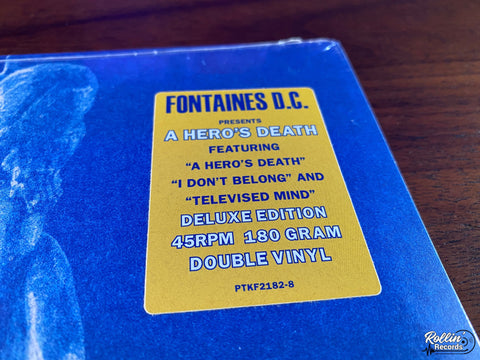 FONTAINES D.C.
PRESENTS
A HERO'S DEATH
FEATURING
"A HERO'S DEATH"
"I DON'T BELONG" AND
"TELEVISED MIND"
DELUXE EDITION
45RPM 180 GRAM
DOUBLE VINYL
PTKF2182-8
Rollin'
Records